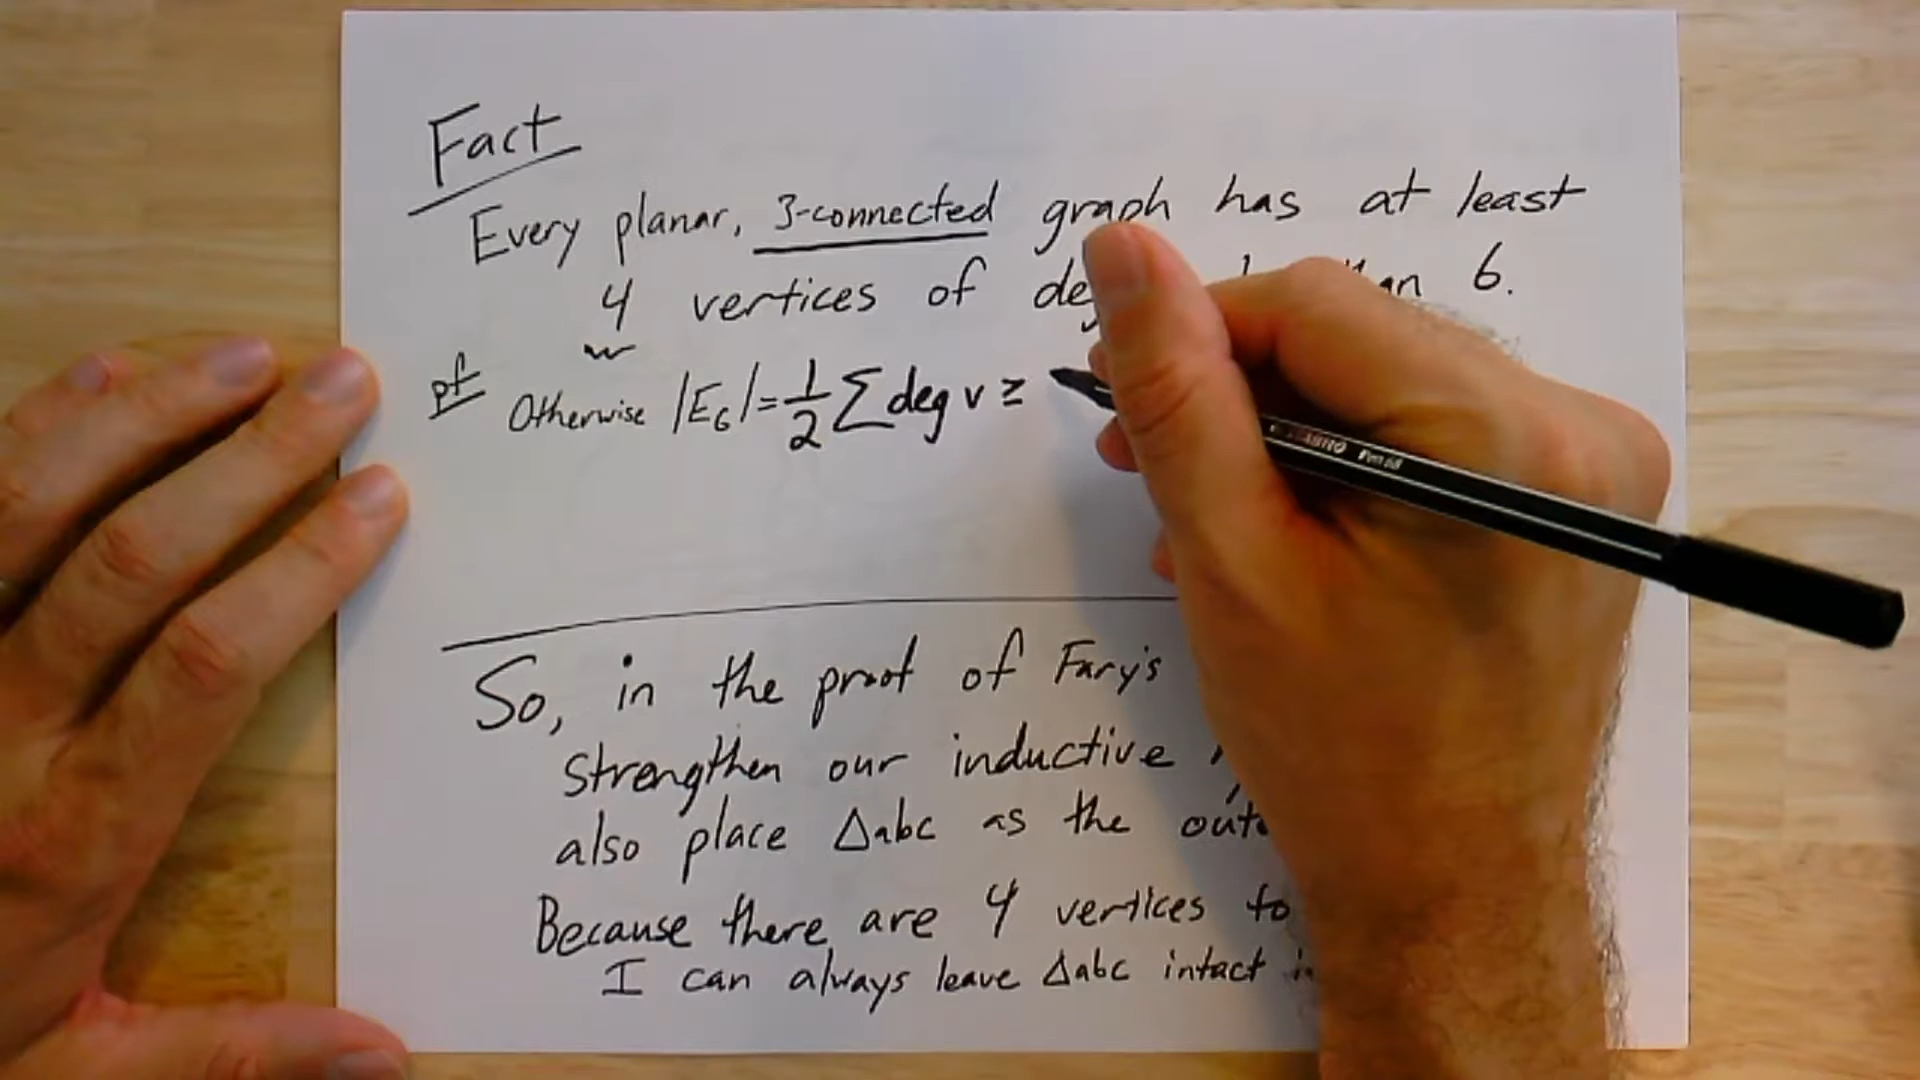 Fact
Every planar, 3-connected graph has at least
4 vertices of 6.
pf Otherwise |E_G| = 1/2 Σ deg v ≥
So, in the proof of Fary's
strengthen our inductive
also place Δabc as the
Because there are 4 vertices to
I can always leave Δabc intact